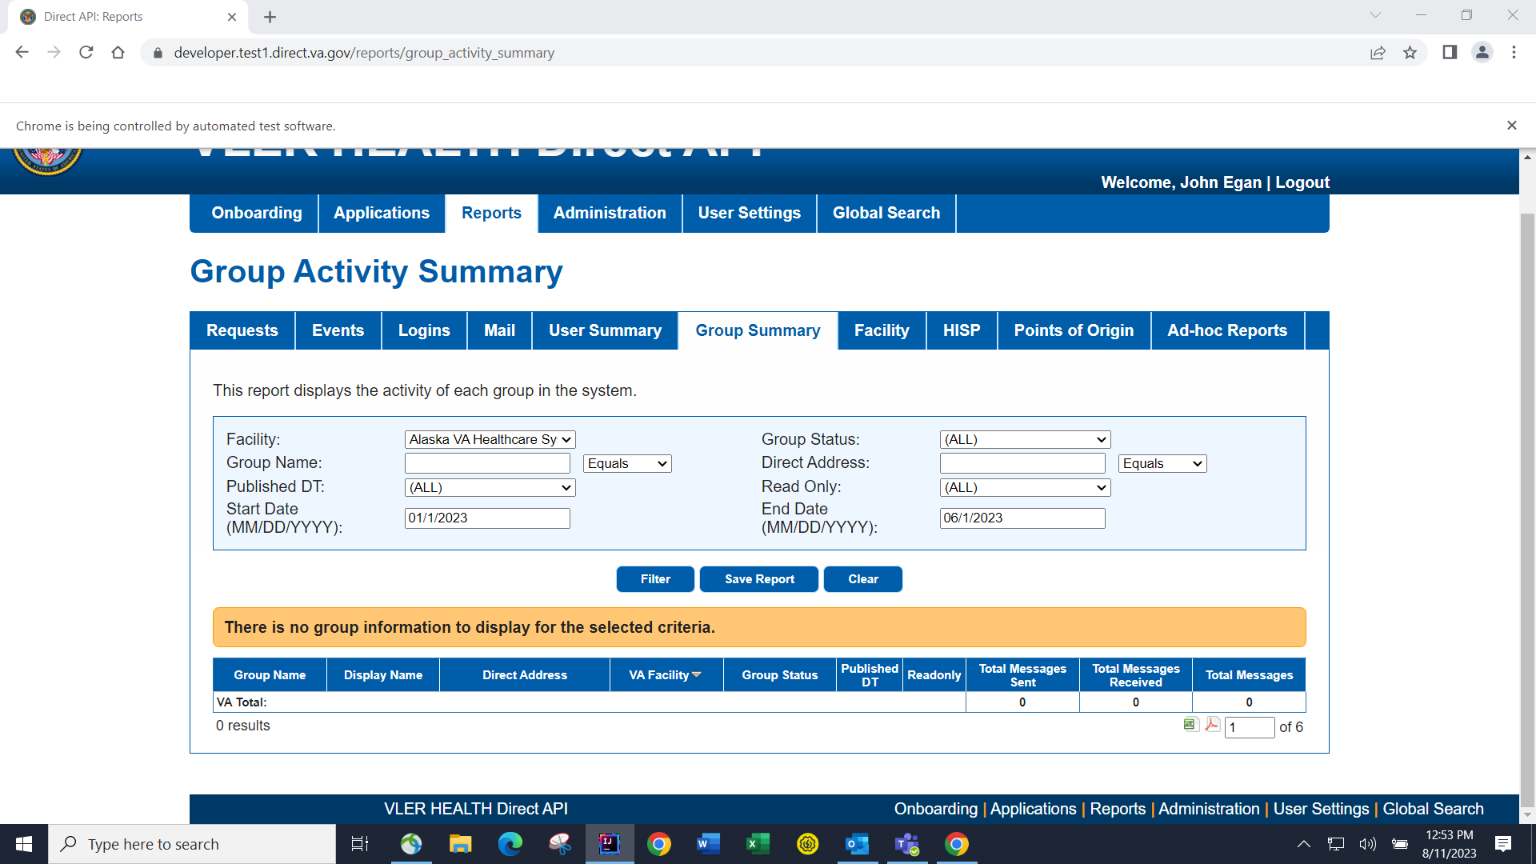 Direct API: Reports
developer.test1.direct.va.gov/reports/group_activity_summary
Chrome is being controlled by automated test software.
VLER HEALTH Direct API
Welcome, John Egan | Logout
Onboarding Applications Reports Administration User Settings Global Search
Group Activity Summary
Requests Events Logins Mail User Summary Group Summary Facility HISP Points of Origin Ad-hoc Reports
This report displays the activity of each group in the system.
Facility: Alaska VA Healthcare Sy Group Status: (ALL)
Group Name: Equals Direct Address: Equals
Published DT: (ALL) Read Only: (ALL)
Start Date (MM/DD/YYYY): 01/1/2023 End Date (MM/DD/YYYY): 06/1/2023
Filter Save Report Clear
There is no group information to display for the selected criteria.
Group Name Display Name Direct Address VA Facility Group Status Published DT Readonly Total Messages Sent Total Messages Received Total Messages
VA Total: 0 0 0
0 results 1 of 6
VLER HEALTH Direct API Onboarding | Applications | Reports | Administration | User Settings | Global Search
Type here to search
12:53 PM
8/11/2023